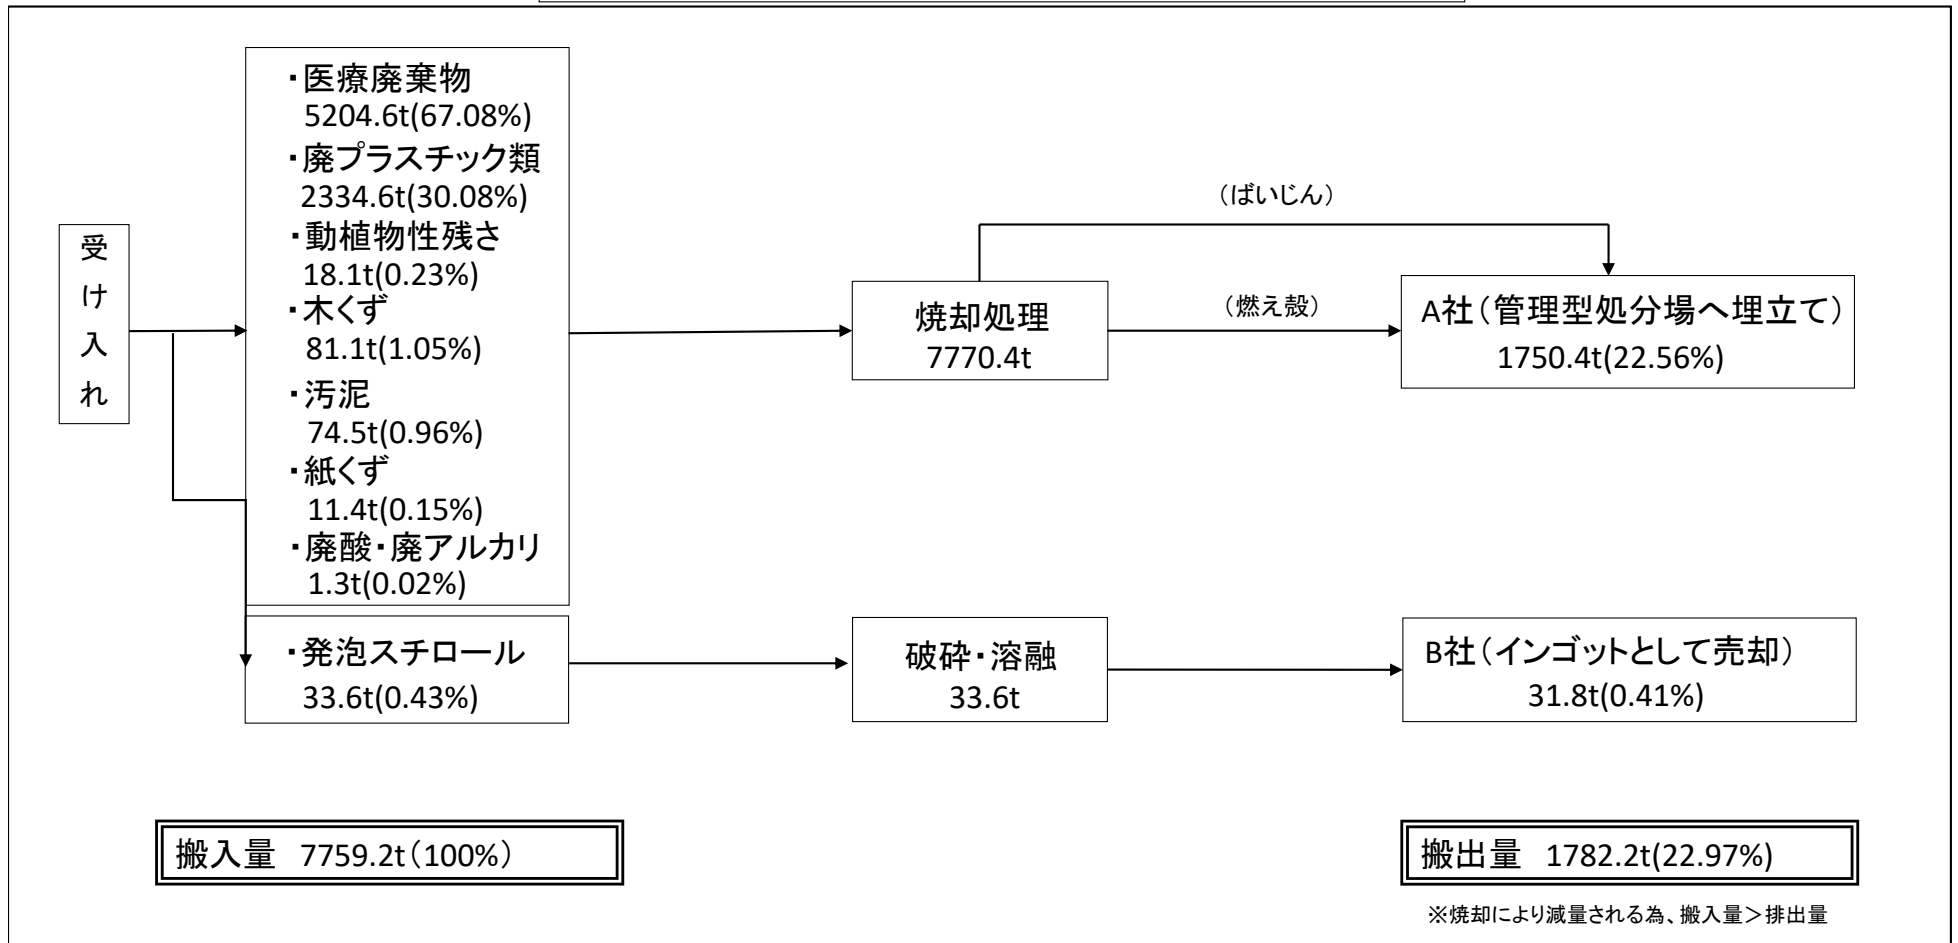 受け入れ
・医療廃棄物
5204.6t(67.08%)
・廃プラスチック類
2334.6t(30.08%)
・動植物性残さ
18.1t(0.23%)
・木くず
81.1t(1.05%)
・汚泥
74.5t(0.96%)
・紙くず
11.4t(0.15%)
・廃酸・廃アルカリ
1.3t(0.02%)
・発泡スチロール
33.6t(0.43%)
焼却処理
7770.4t
破砕・溶融
33.6t
（ばいじん）
（燃え殻）
A社（管理型処分場へ埋立て）
1750.4t(22.56%)
B社（インゴットとして売却）
31.8t(0.41%)
搬入量 7759.2t（100%）
搬出量 1782.2t(22.97%)
※焼却により減量される為、搬入量＞排出量